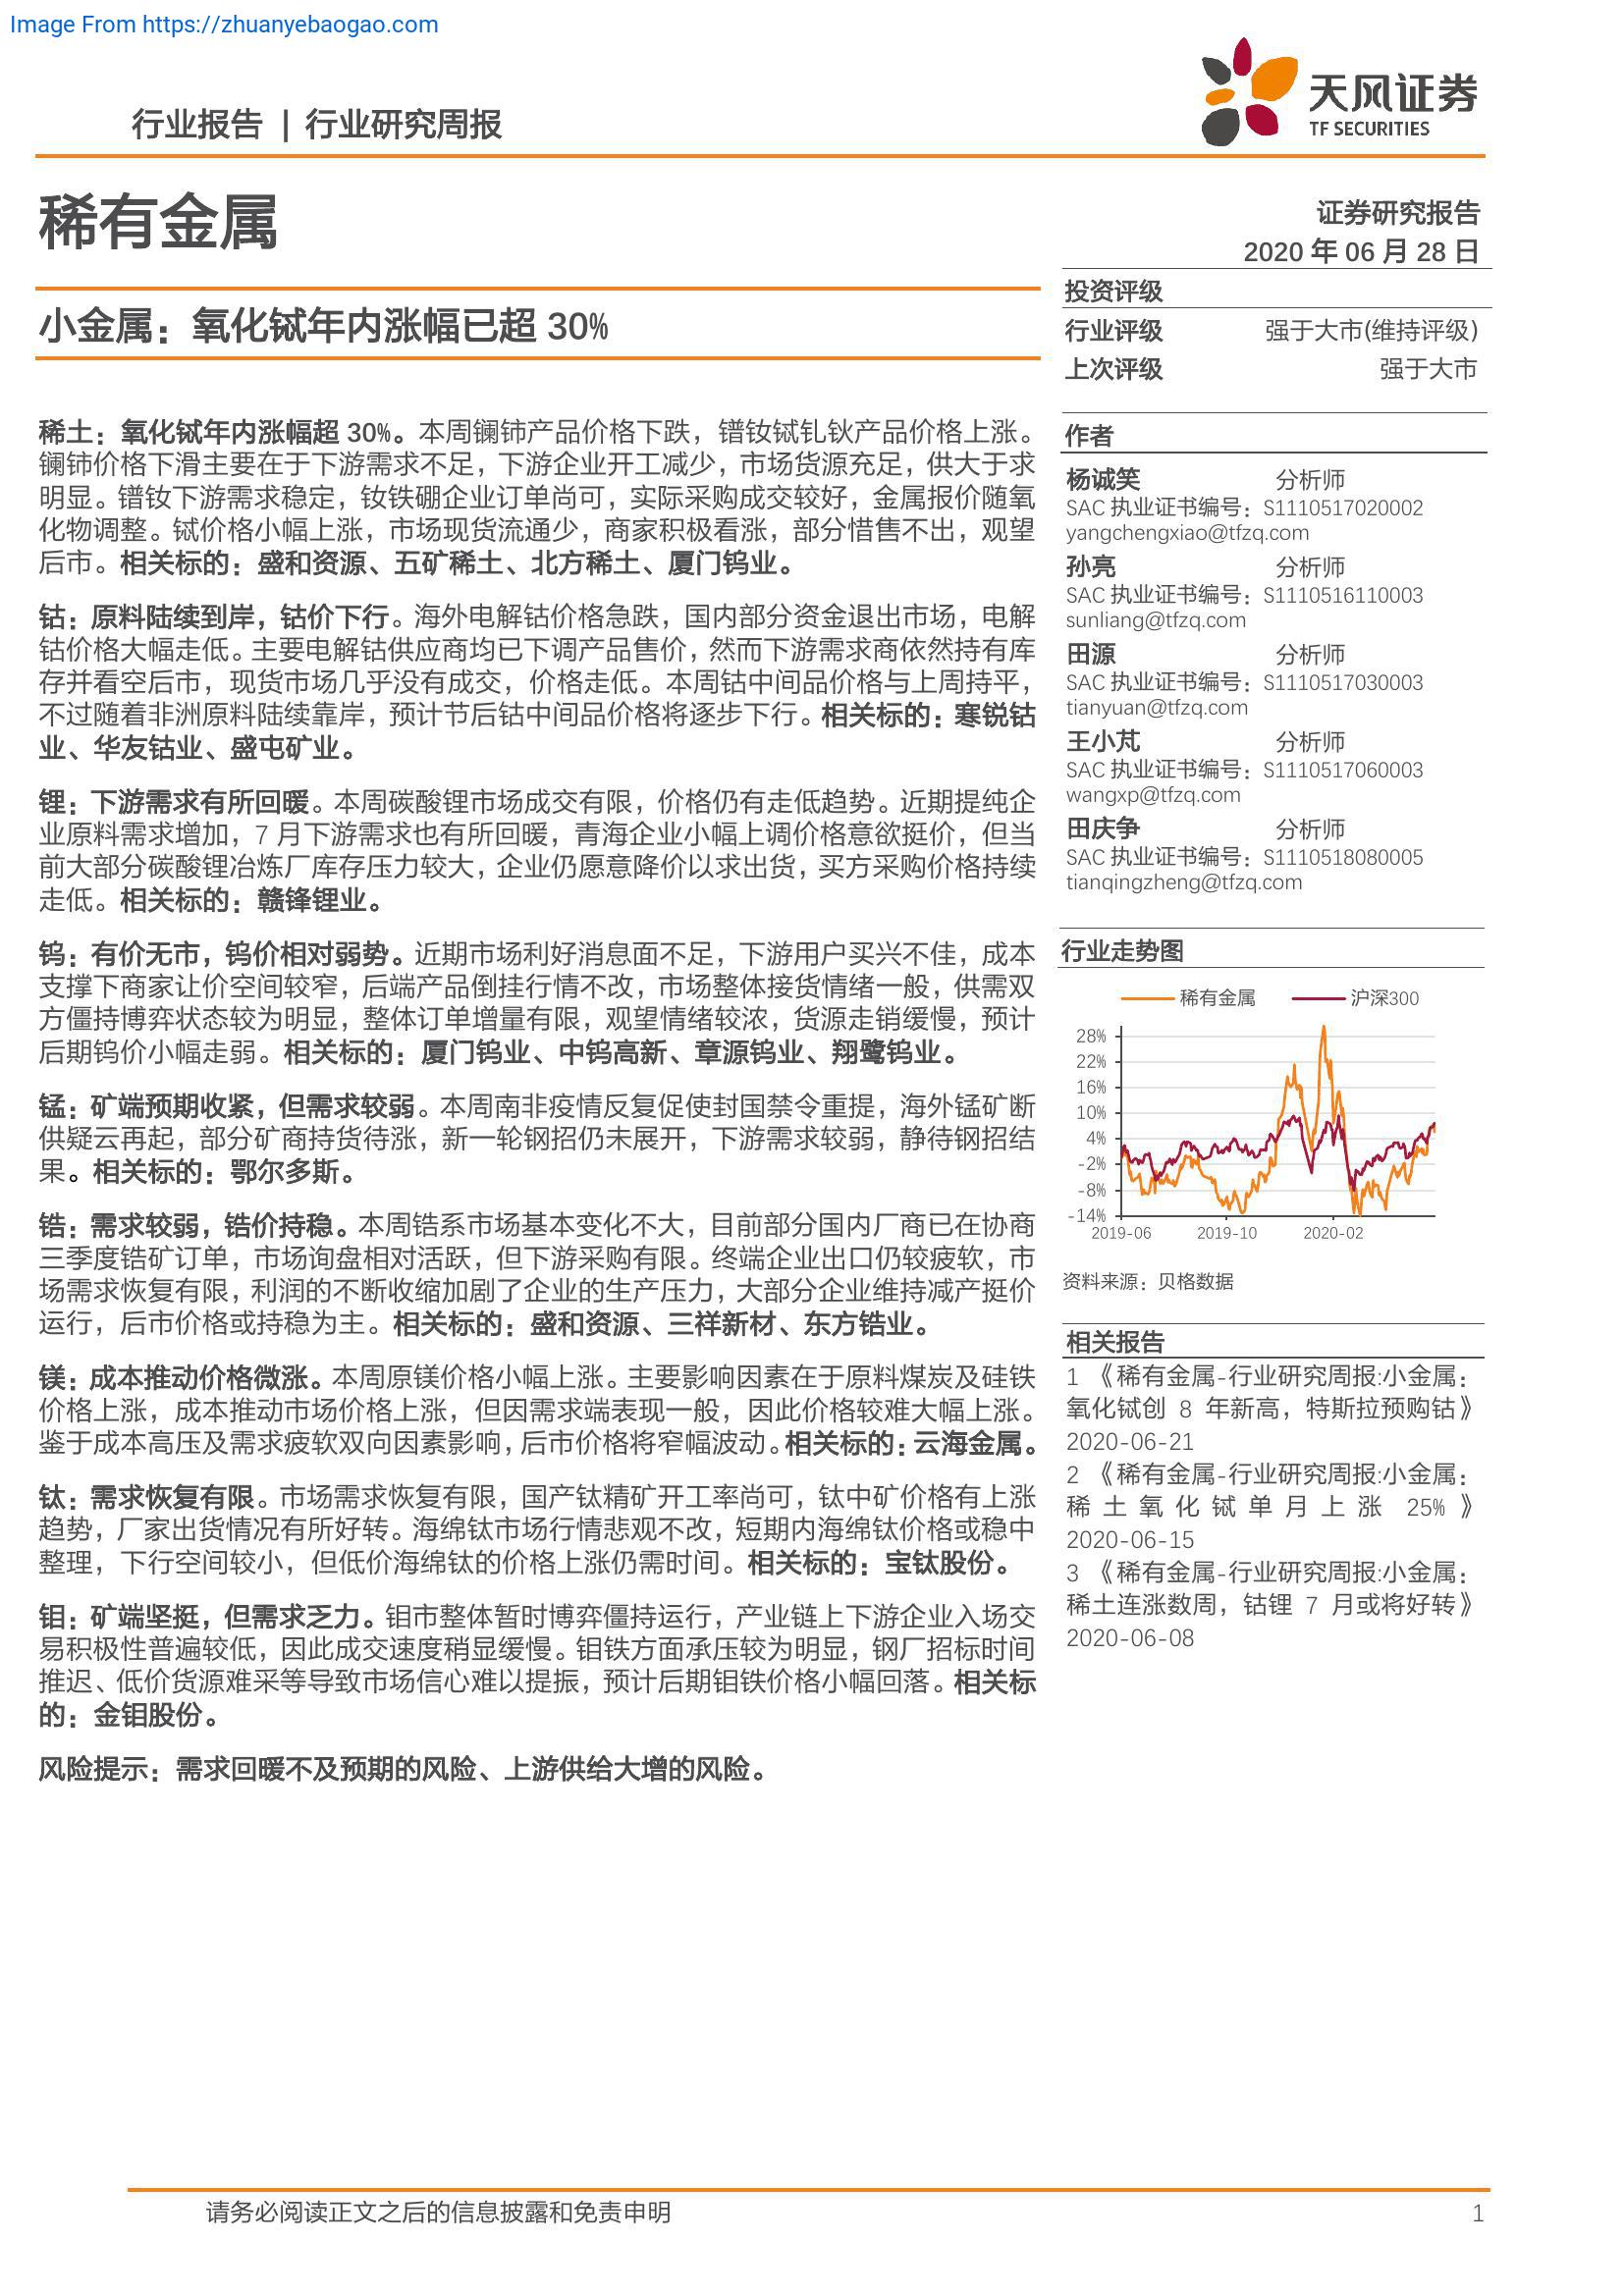 Image From https://zhuanyebaogao.com
行业报告 | 行业研究周报
天风证券
TF SECURITIES
稀有金属
证券研究报告
2020 年 06 月 28 日
小金属：氧化铽年内涨幅已超 30%
投资评级
行业评级 强于大市(维持评级)
上次评级 强于大市
稀土：氧化铽年内涨幅超 30%。本周镧铈产品价格下跌，镨钕铽钆钬产品价格上涨。
镧铈价格下滑主要在于下游需求不足，下游企业开工减少，市场货源充足，供大于求
明显。镨钕下游需求稳定，钕铁硼企业订单尚可，实际采购成交较好，金属报价随氧
化物调整。铽价格小幅上涨，市场现货流通少，商家积极看涨，部分惜售不出，观望
后市。相关标的：盛和资源、五矿稀土、北方稀土、厦门钨业。
钴：原料陆续到岸，钴价下行。海外电解钴价格急跌，国内部分资金退出市场，电解
钴价格大幅走低。主要电解钴供应商均已下调产品售价，然而下游需求商依然持有库
存并看空后市，现货市场几乎没有成交，价格走低。本周钴中间品价格与上周持平，
不过随着非洲原料陆续靠岸，预计节后钴中间品价格将逐步下行。相关标的：寒锐钴
业、华友钴业、盛屯矿业。
锂：下游需求有所回暖。本周碳酸锂市场成交有限，价格仍有走低趋势。近期提纯企
业原料需求增加，7 月下游需求也有所回暖，青海企业小幅上调价格意欲挺价，但当
前大部分碳酸锂冶炼厂库存压力较大，企业仍愿意降价以求出货，买方采购价格持续
走低。相关标的：赣锋锂业。
钨：有价无市，钨价相对弱势。近期市场利好消息面不足，下游用户买兴不佳，成本
支撑下商家让价空间较窄，后端产品倒挂行情不改，市场整体接货情绪一般，供需双
方僵持博弈状态较为明显，整体订单增量有限，观望情绪较浓，货源走销缓慢，预计
后期钨价小幅走弱。相关标的：厦门钨业、中钨高新、章源钨业、翔鹭钨业。
锰：矿端预期收紧，但需求较弱。本周南非疫情反复促使封国禁令重提，海外锰矿断
供疑云再起，部分矿商持货待涨，新一轮钢招仍未展开，下游需求较弱，静待钢招结
果。相关标的：鄂尔多斯。
锆：需求较弱，锆价持稳。本周锆系市场基本变化不大，目前部分国内厂商已在协商
三季度锆矿订单，市场询盘相对活跃，但下游采购有限。终端企业出口仍较疲软，市
场需求恢复有限，利润的不断收缩加剧了企业的生产压力，大部分企业维持减产挺价
运行，后市价格或持稳为主。相关标的：盛和资源、三祥新材、东方锆业。
镁：成本推动价格微涨。本周原镁价格小幅上涨。主要影响因素在于原料煤炭及硅铁
价格上涨，成本推动市场价格上涨，但因需求端表现一般，因此价格较难大幅上涨。
鉴于成本高压及需求疲软双向因素影响，后市价格将窄幅波动。相关标的：云海金属。
钛：需求恢复有限。市场需求恢复有限，国产钛精矿开工率尚可，钛中矿价格有上涨
趋势，厂家出货情况有所好转。海绵钛市场行情悲观不改，短期内海绵钛价格或稳中
整理，下行空间较小，但低价海绵钛的价格上涨仍需时间。相关标的：宝钛股份。
钼：矿端坚挺，但需求乏力。钼市整体暂时博弈僵持运行，产业链上下游企业入场交
易积极性普遍较低，因此成交速度稍显缓慢。钼铁方面承压较为明显，钢厂招标时间
推迟、低价货源难采等导致市场信心难以提振，预计后期钼铁价格小幅回落。相关标
的：金钼股份。
风险提示：需求回暖不及预期的风险、上游供给大增的风险。
作者
杨诚笑 分析师
SAC 执业证书编号：S1110517020002
yangchengxiao@tfzq.com
孙亮 分析师
SAC 执业证书编号：S1110516110003
sunliang@tfzq.com
田源 分析师
SAC 执业证书编号：S1110517030003
tianyuan@tfzq.com
王小芃 分析师
SAC 执业证书编号：S1110517060003
wangxp@tfzq.com
田庆争 分析师
SAC 执业证书编号：S1110518080005
tianqingzheng@tfzq.com
行业走势图
稀有金属 沪深300
28%
22%
16%
10%
4%
-2%
-8%
-14%
2019-06 2019-10 2020-02
资料来源：贝格数据
相关报告
1 《稀有金属-行业研究周报:小金属：
氧化铽创 8 年新高，特斯拉预购钴》
2020-06-21
2 《稀有金属-行业研究周报:小金属：
稀土氧化铽单月上涨 25%》
2020-06-15
3 《稀有金属-行业研究周报:小金属：
稀土连涨数周，钴锂 7 月或将好转》
2020-06-08
请务必阅读正文之后的信息披露和免责申明 1